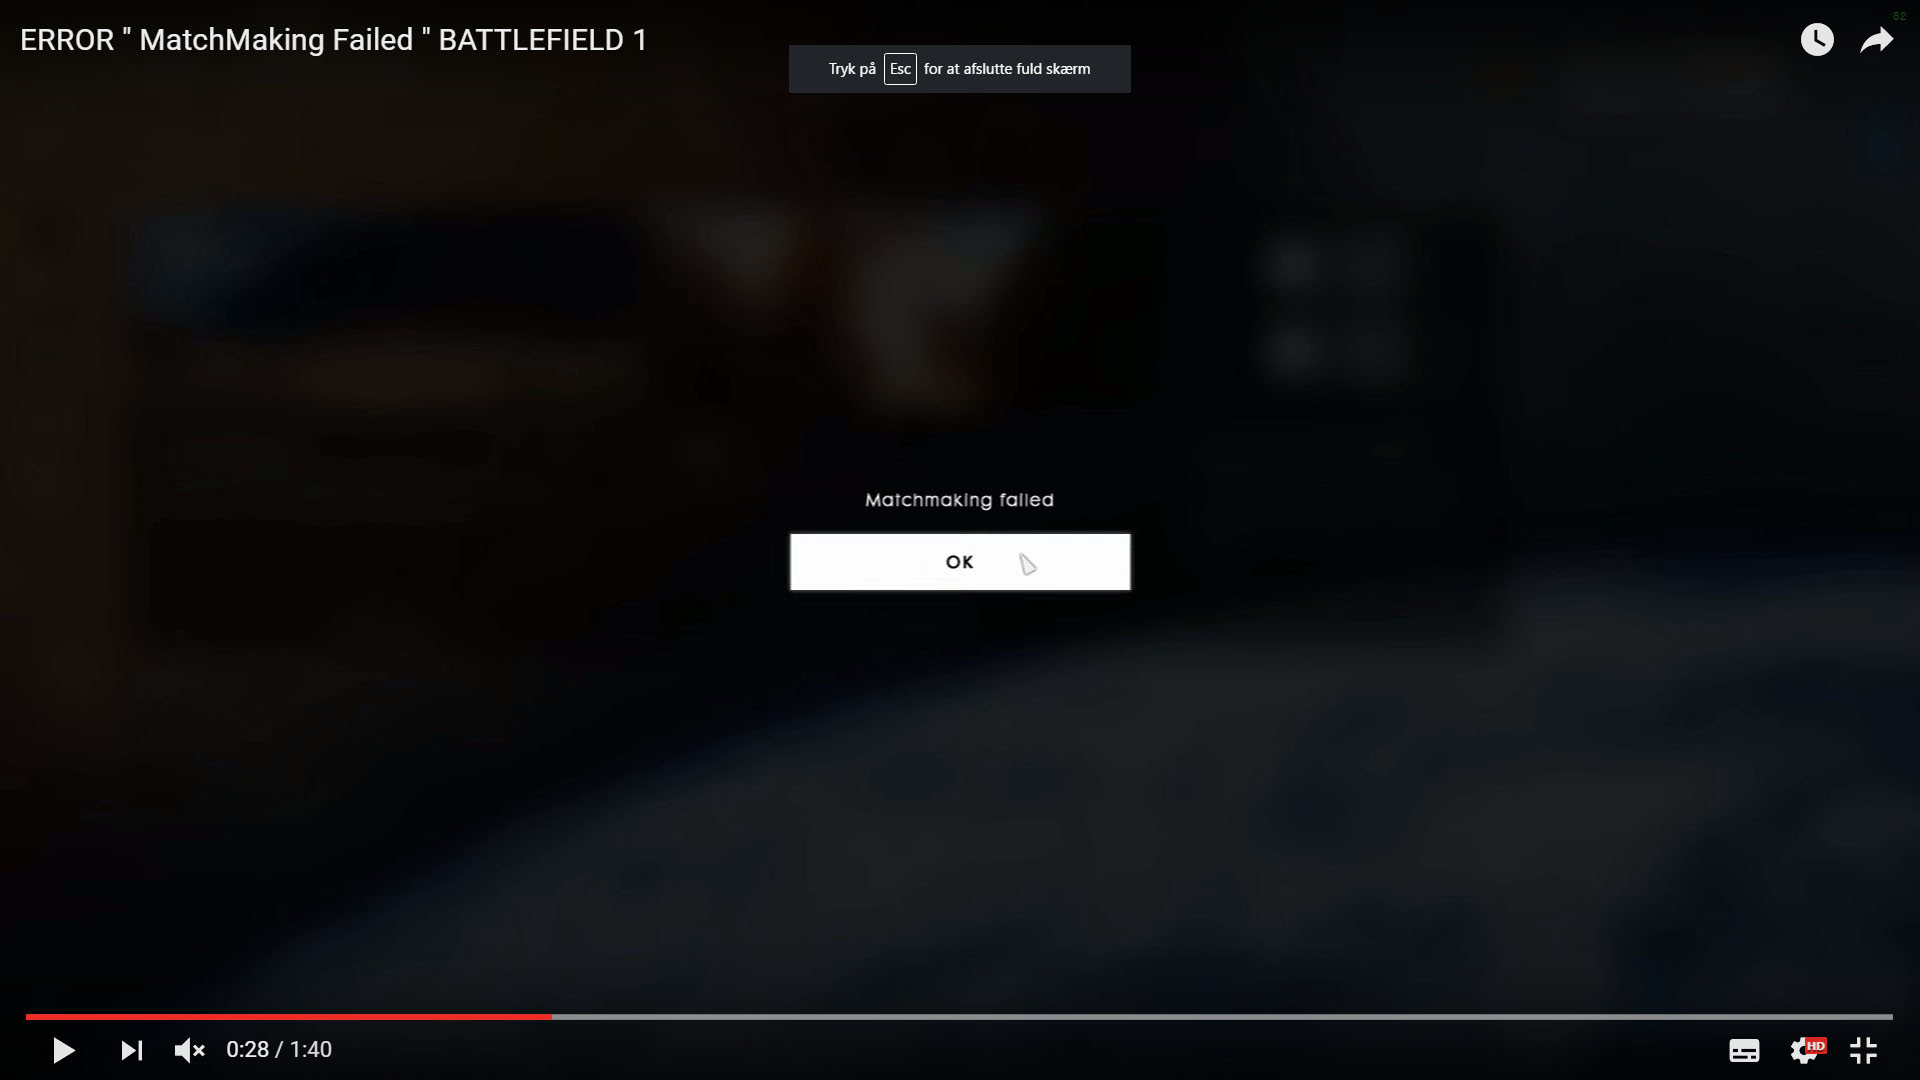 82
ERROR " MatchMaking Failed " BATTLEFIELD 1
Tryk på Esc for at afslutte fuld skærm
Matchmaking failed
OK
0:28 / 1:40
HD